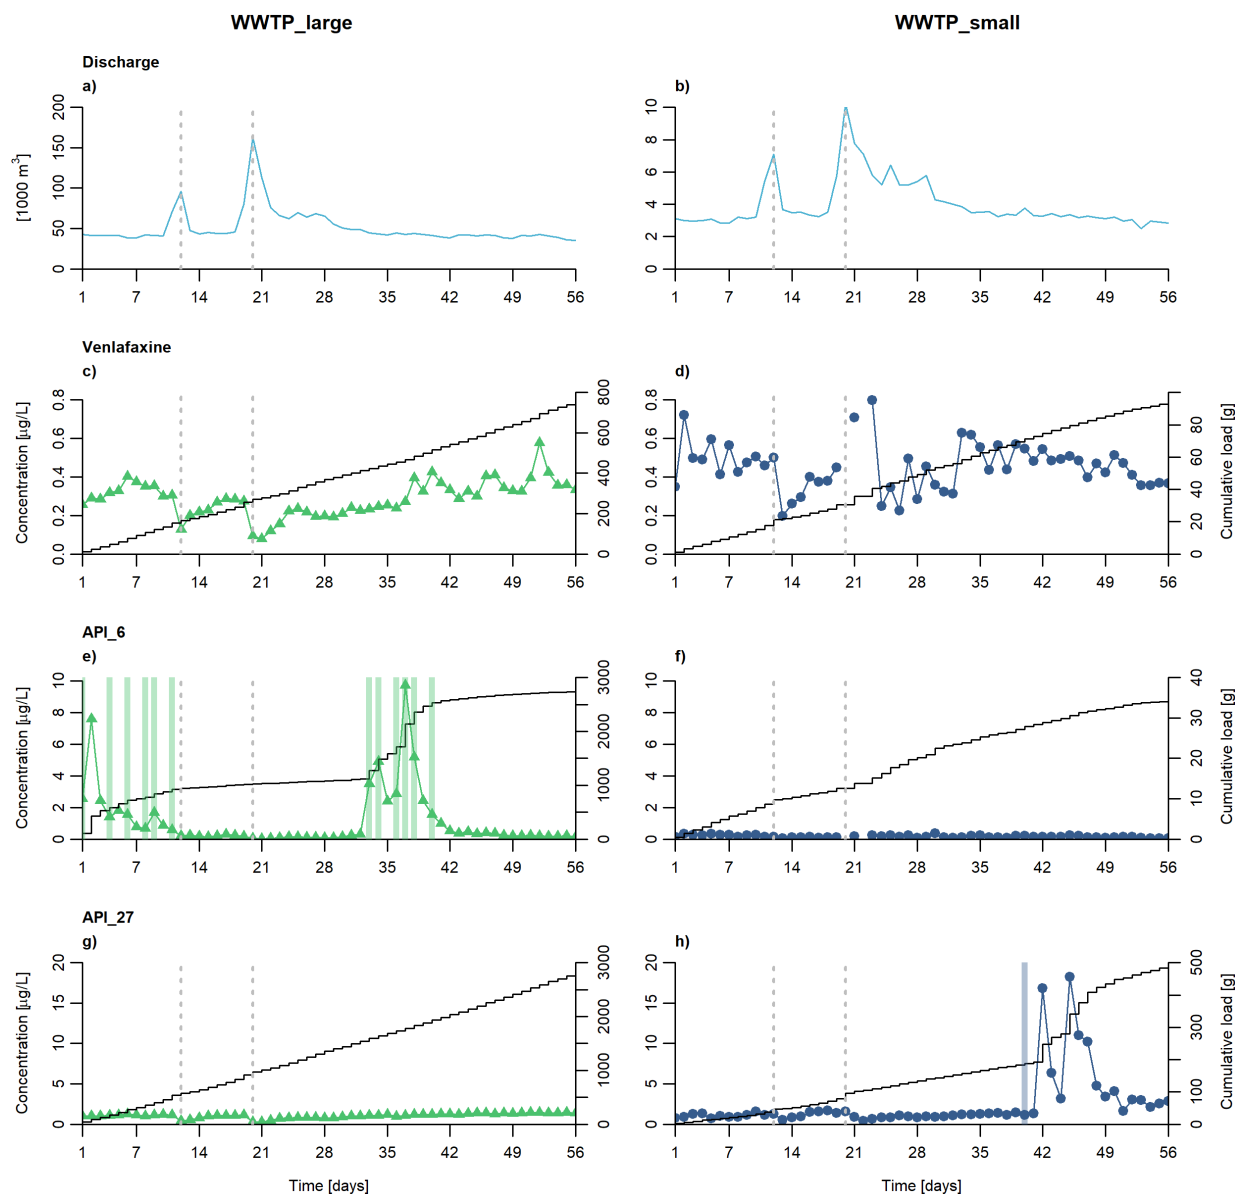 WWTP_large
WWTP_small
Discharge
a)
b)
[1000 m³]
0 50 100 150 200
1 7 14 21 28 35 42 49 56
0 2 4 6 8 10
1 7 14 21 28 35 42 49 56
Venlafaxine
c)
d)
Concentration [µg/L]
0.0 0.2 0.4 0.6 0.8
0 200 400 600 800
1 7 14 21 28 35 42 49 56
0.0 0.2 0.4 0.6 0.8
0 20 40 60 80
Cumulative load [g]
1 7 14 21 28 35 42 49 56
API_6
e)
f)
Concentration [µg/L]
0 2 4 6 8 10
0 1000 2000 3000
1 7 14 21 28 35 42 49 56
0 2 4 6 8 10
0 10 20 30 40
Cumulative load [g]
1 7 14 21 28 35 42 49 56
API_27
g)
h)
Concentration [µg/L]
0 5 10 15 20
0 1000 2000 3000
1 7 14 21 28 35 42 49 56
0 5 10 15 20
0 100 300 500
Cumulative load [g]
1 7 14 21 28 35 42 49 56
Time [days]
Time [days]